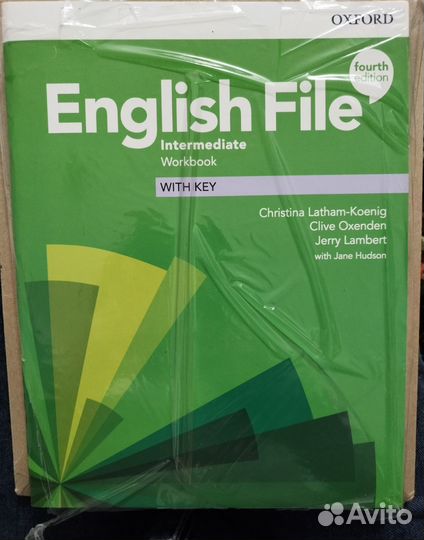 OXFORD
fourth
edition
English File
Intermediate
Workbook
WITH KEY
Christina Latham-Koenig
Clive Oxenden
Jerry Lambert
with Jane Hudson
Avito